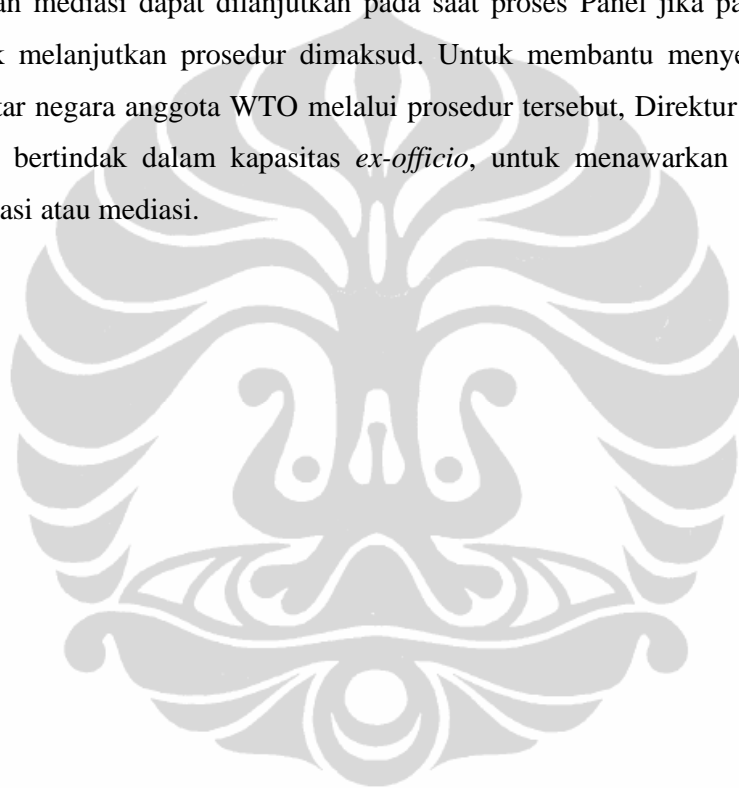 an mediasi dapat dilanjutkan pada saat proses Panel jika pa
k melanjutkan prosedur dimaksud. Untuk membantu menye
tar negara anggota WTO melalui prosedur tersebut, Direktur
bertindak dalam kapasitas ex-officio, untuk menawarkan
asi atau mediasi.